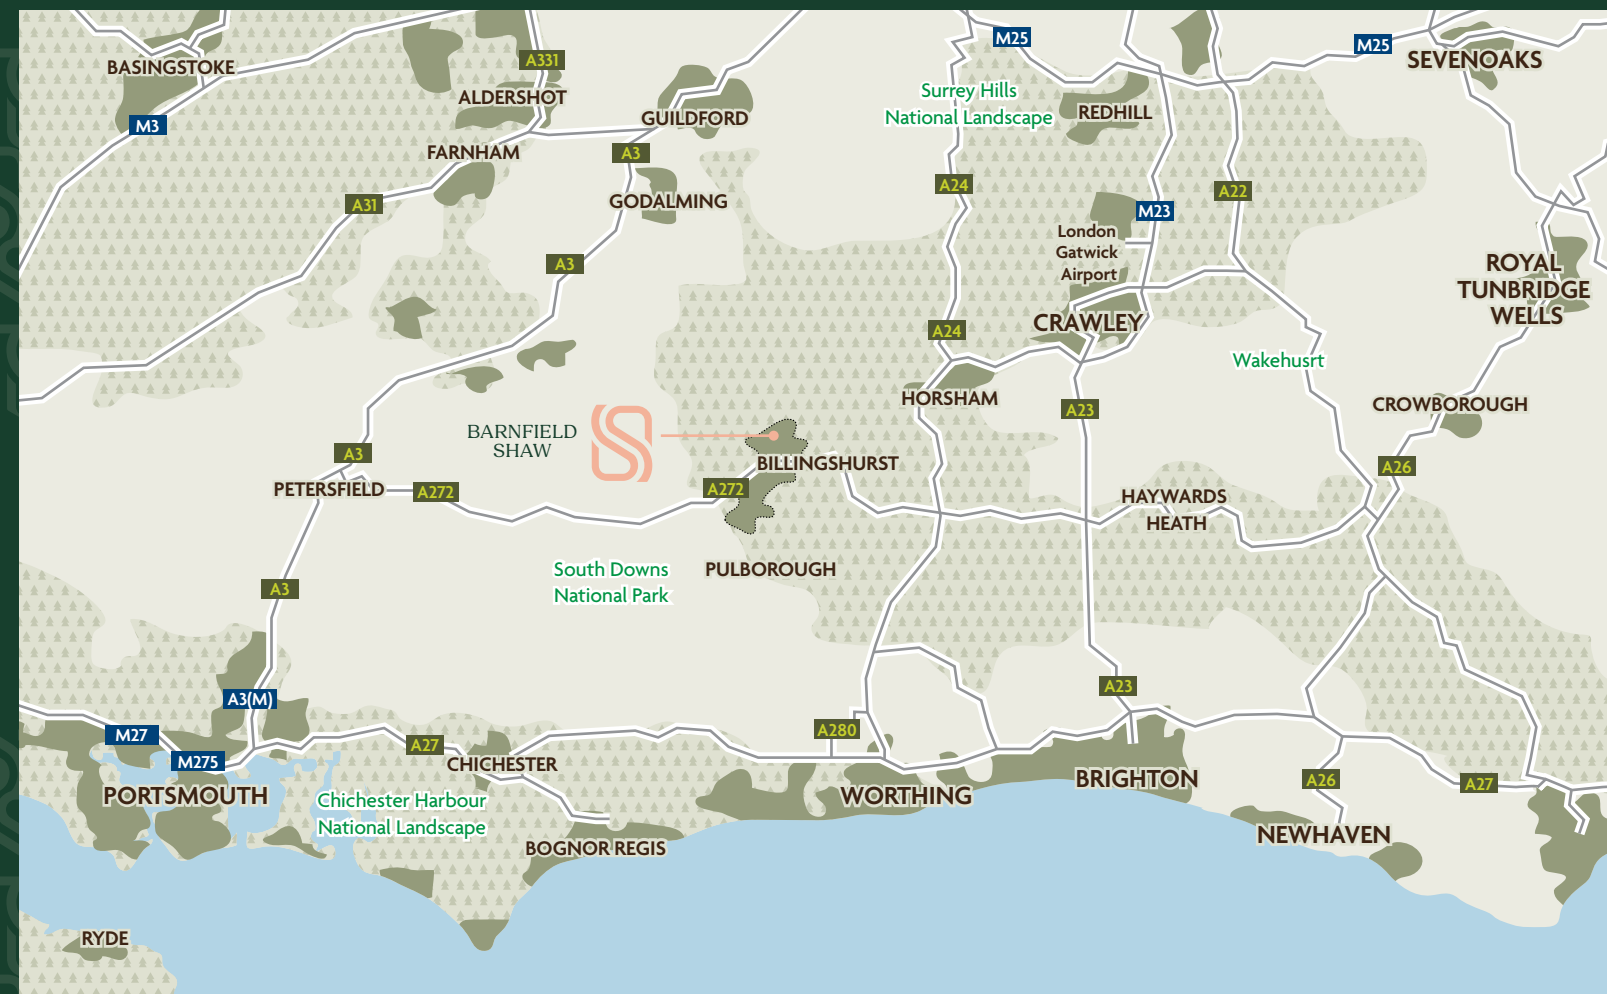 M25
M25
SEVENOAKS
BASINGSTOKE
A331
ALDERSHOT
Surrey Hills
National Landscape
REDHILL
GUILDFORD
M3
FARNHAM
A3
A24
A22
GODALMING
A31
M23
London
Gatwick
Airport
A3
ROYAL
TUNBRIDGE
WELLS
CRAWLEY
A24
Wakehusrt
HORSHAM
A23
CROWBOROUGH
BARNFIELD
SHAW
A3
BILLINGSHURST
A26
PETERSFIELD
A272
A272
HAYWARDS
HEATH
South Downs
National Park
PULBOROUGH
A3
A23
A3(M)
M27
A280
A27
M275
CHICHESTER
BRIGHTON
A26
A27
PORTSMOUTH
Chichester Harbour
National Landscape
WORTHING
NEWHAVEN
BOGNOR REGIS
RYDE